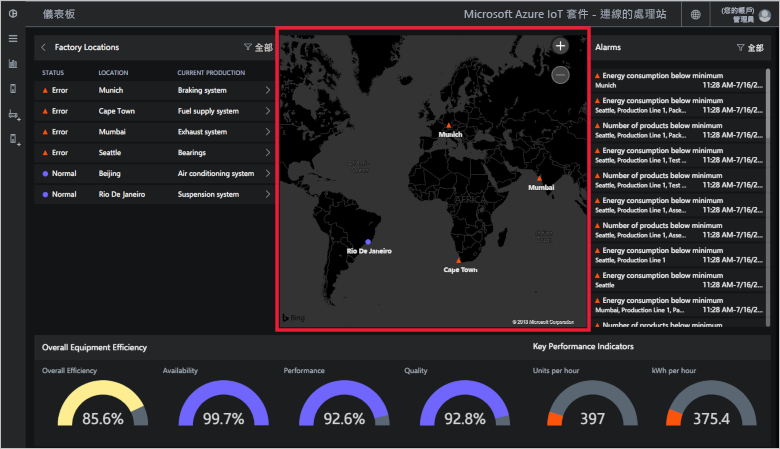 儀表板
Microsoft Azure IoT 套件 - 連線的處理站
(您的帳戶)
管理員
Factory Locations
全部
STATUS LOCATION CURRENT PRODUCTION
Error Munich Braking system
Error Cape Town Fuel supply system
Error Mumbai Exhaust system
Error Seattle Bearings
Normal Beijing Air conditioning system
Normal Rio De Janeiro Suspension system
Munich
Mumbai
AFRICA
Rio De Janeiro
Cape Town
Bing
© 2018 Microsoft Corporation
Alarms
全部
Energy consumption below minimum
Munich 11:28 AM-7/16/2...
Energy consumption below minimum
Seattle, Production Line 1, Pack... 11:28 AM-7/16/2...
Number of products below minimum
Seattle, Production Line 1, Pack... 11:28 AM-7/16/2...
Energy consumption below minimum
Seattle, Production Line 1, Test ... 11:28 AM-7/16/2...
Number of products below minimum
Seattle, Production Line 1, Test ... 11:28 AM-7/16/2...
Energy consumption below minimum
Seattle, Production Line 1, Asse... 11:28 AM-7/16/2...
Number of products below minimum
Seattle, Production Line 1, Asse... 11:28 AM-7/16/2...
Energy consumption below minimum
Seattle, Production Line 1 11:28 AM-7/16/2...
Energy consumption below minimum
Seattle 11:28 AM-7/16/2...
Energy consumption below minimum
Mumbai, Production Line 1, Pa... 11:28 AM-7/16/2...
Number of products below minimum
Overall Equipment Efficiency
Overall Efficiency Availability Performance Quality
85.6% 99.7% 92.6% 92.8%
Key Performance Indicators
Units per hour kWh per hour
397 375.4